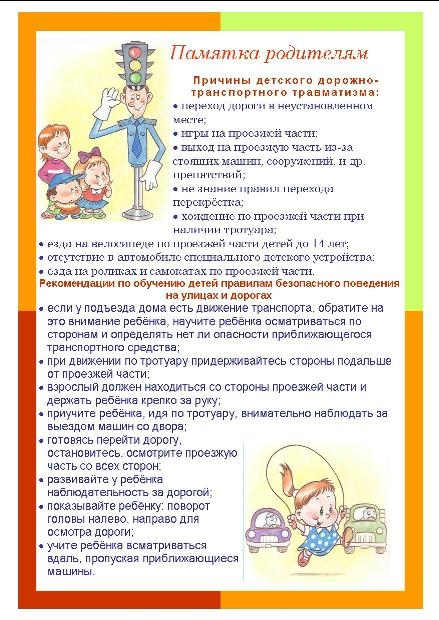 Памятка родителям
Причины детского дорожно-
транспортного травматизма:
• переход дороги в неустановленном
месте;
• игры на проезжей части;
• выход на проезжую часть из-за
стоящих машин, сооружений, и др.
препятствий;
• не знание правил перехода
перекрёстка;
• хождение по проезжей части при
наличии тротуара;
• езда на велосипеде по проезжей части детей до 14 лет;
• отсутствие в автомобиле специального детского устройства;
• езда на роликах и самокатах по проезжей части.
Рекомендации по обучению детей правилам безопасного поведения
на улицах и дорогах
• если у подъезда дома есть движение транспорта, обратите на
это внимание ребёнка, научите ребёнка осматриваться по
сторонам и определять нет ли опасности приближающегося
транспортного средства;
• при движении по тротуару придерживайтесь стороны подальше
от проезжей части;
• взрослый должен находиться со стороны проезжей части и
держать ребёнка крепко за руку;
• приучите ребёнка, идя по тротуару, внимательно наблюдать за
выездом машин со двора;
• готовясь перейти дорогу,
остановитесь, осмотрите проезжую
часть со всех сторон;
• развивайте у ребёнка
наблюдательность за дорогой;
• показывайте ребёнку: поворот
головы налево, направо для
осмотра дороги;
• учите ребёнка всматриваться
вдаль, пропуская приближающиеся
машины.